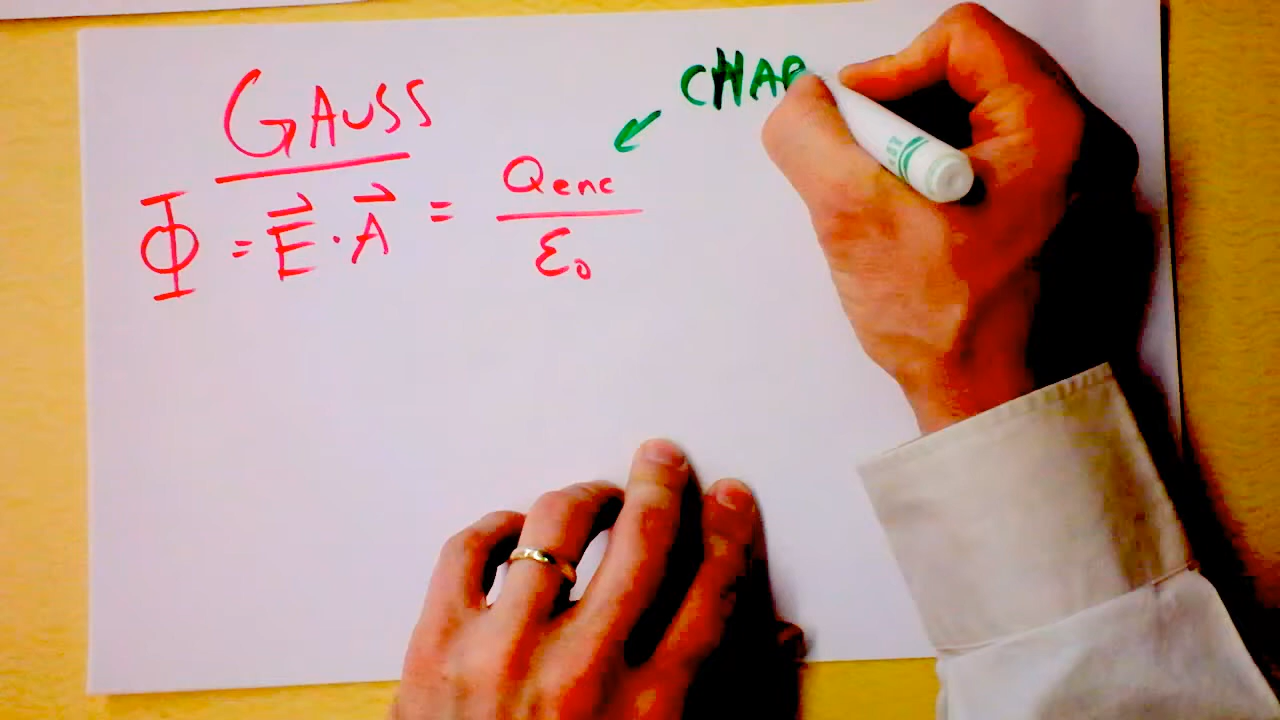 GAUSS
CHAR
Φ = E⃗ · A⃗ = Qenc / ε₀